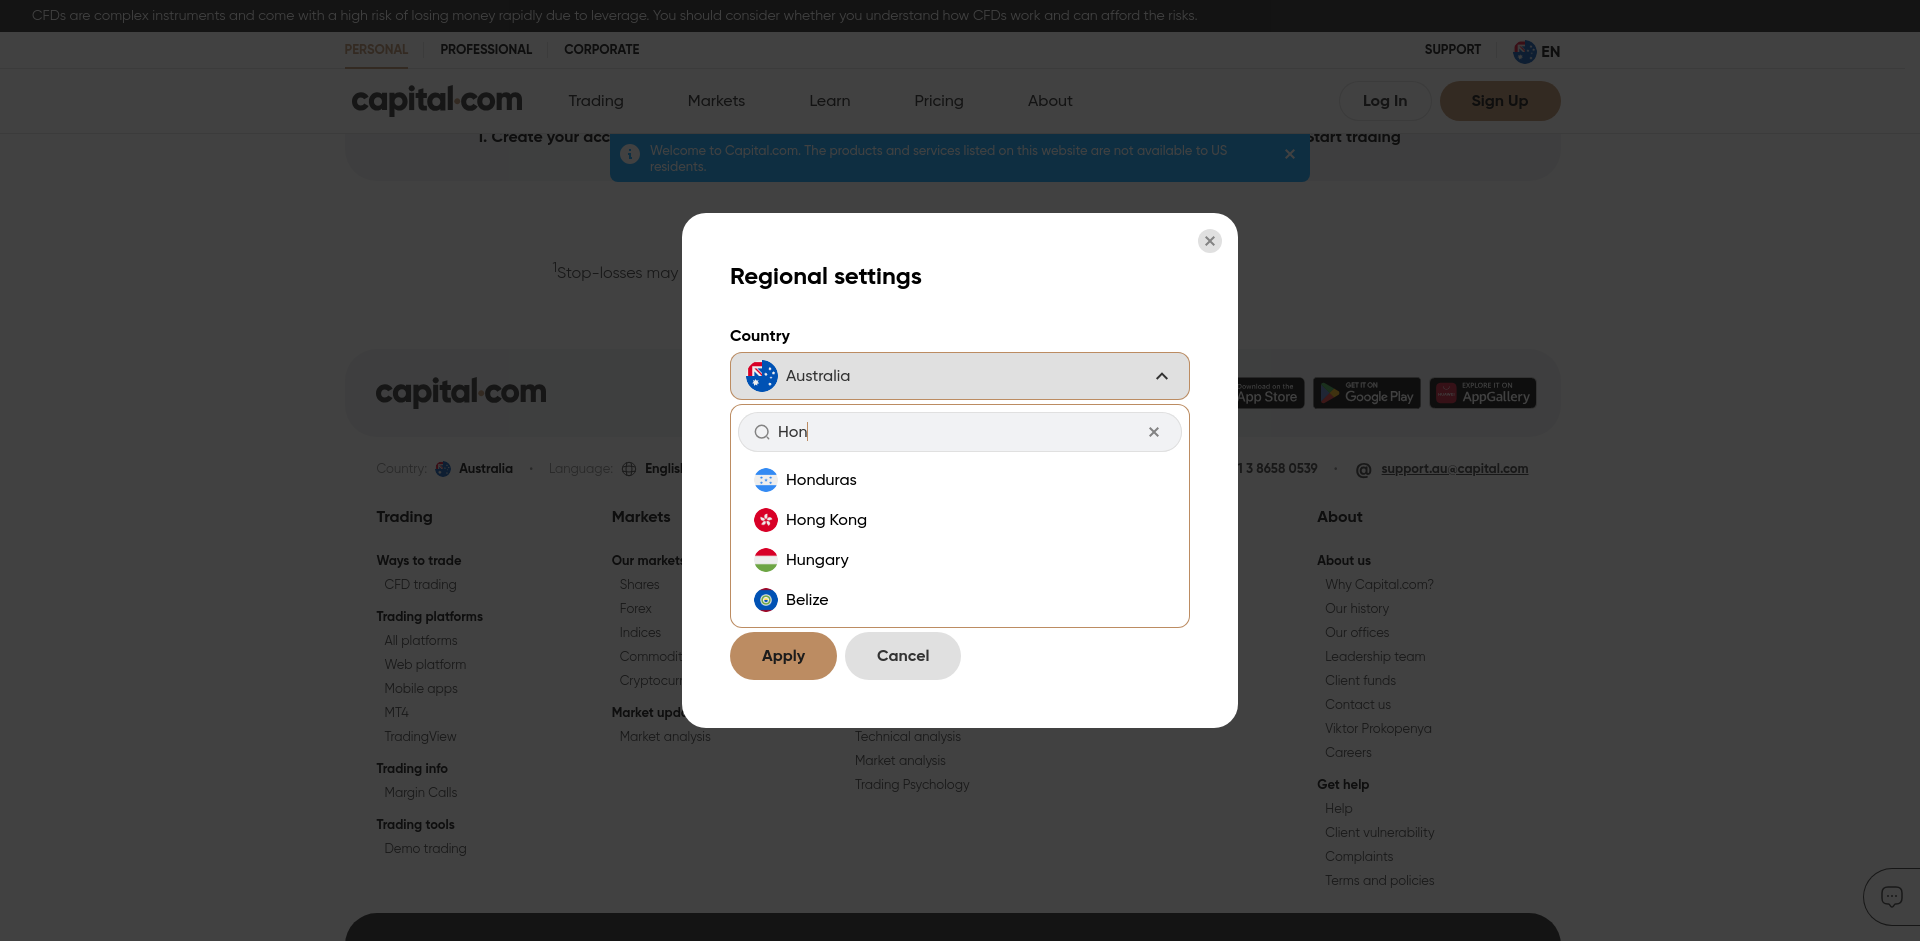 CFDs are complex instruments and come with a high risk of losing money rapidly due to leverage. You should consider whether you understand how CFDs work and can afford the risks.
PERSONAL PROFESSIONAL CORPORATE SUPPORT EN
capital.com Trading Markets Learn Pricing About Log In Sign Up
1. Create your acc
Start trading
Welcome to Capital.com. The products and services listed on this website are not available to US
residents.
1Stop-losses may
Regional settings
Country
Australia
Hon
Honduras
Hong Kong
Hungary
Belize
Apply Cancel
capital.com
Download on the
App Store
GET IT ON
Google Play
EXPLORE IT ON
AppGallery
Country: Australia · Language: English
1 3 8658 0539 · @ support.au@capital.com
Trading
Ways to trade
CFD trading
Trading platforms
All platforms
Web platform
Mobile apps
MT4
TradingView
Trading info
Margin Calls
Trading tools
Demo trading
Markets
Our markets
Shares
Forex
Indices
Commodit
Cryptocurr
Market upda
Market analysis
Technical analysis
Market analysis
Trading Psychology
About
About us
Why Capital.com?
Our history
Our offices
Leadership team
Client funds
Contact us
Viktor Prokopenya
Careers
Get help
Help
Client vulnerability
Complaints
Terms and policies